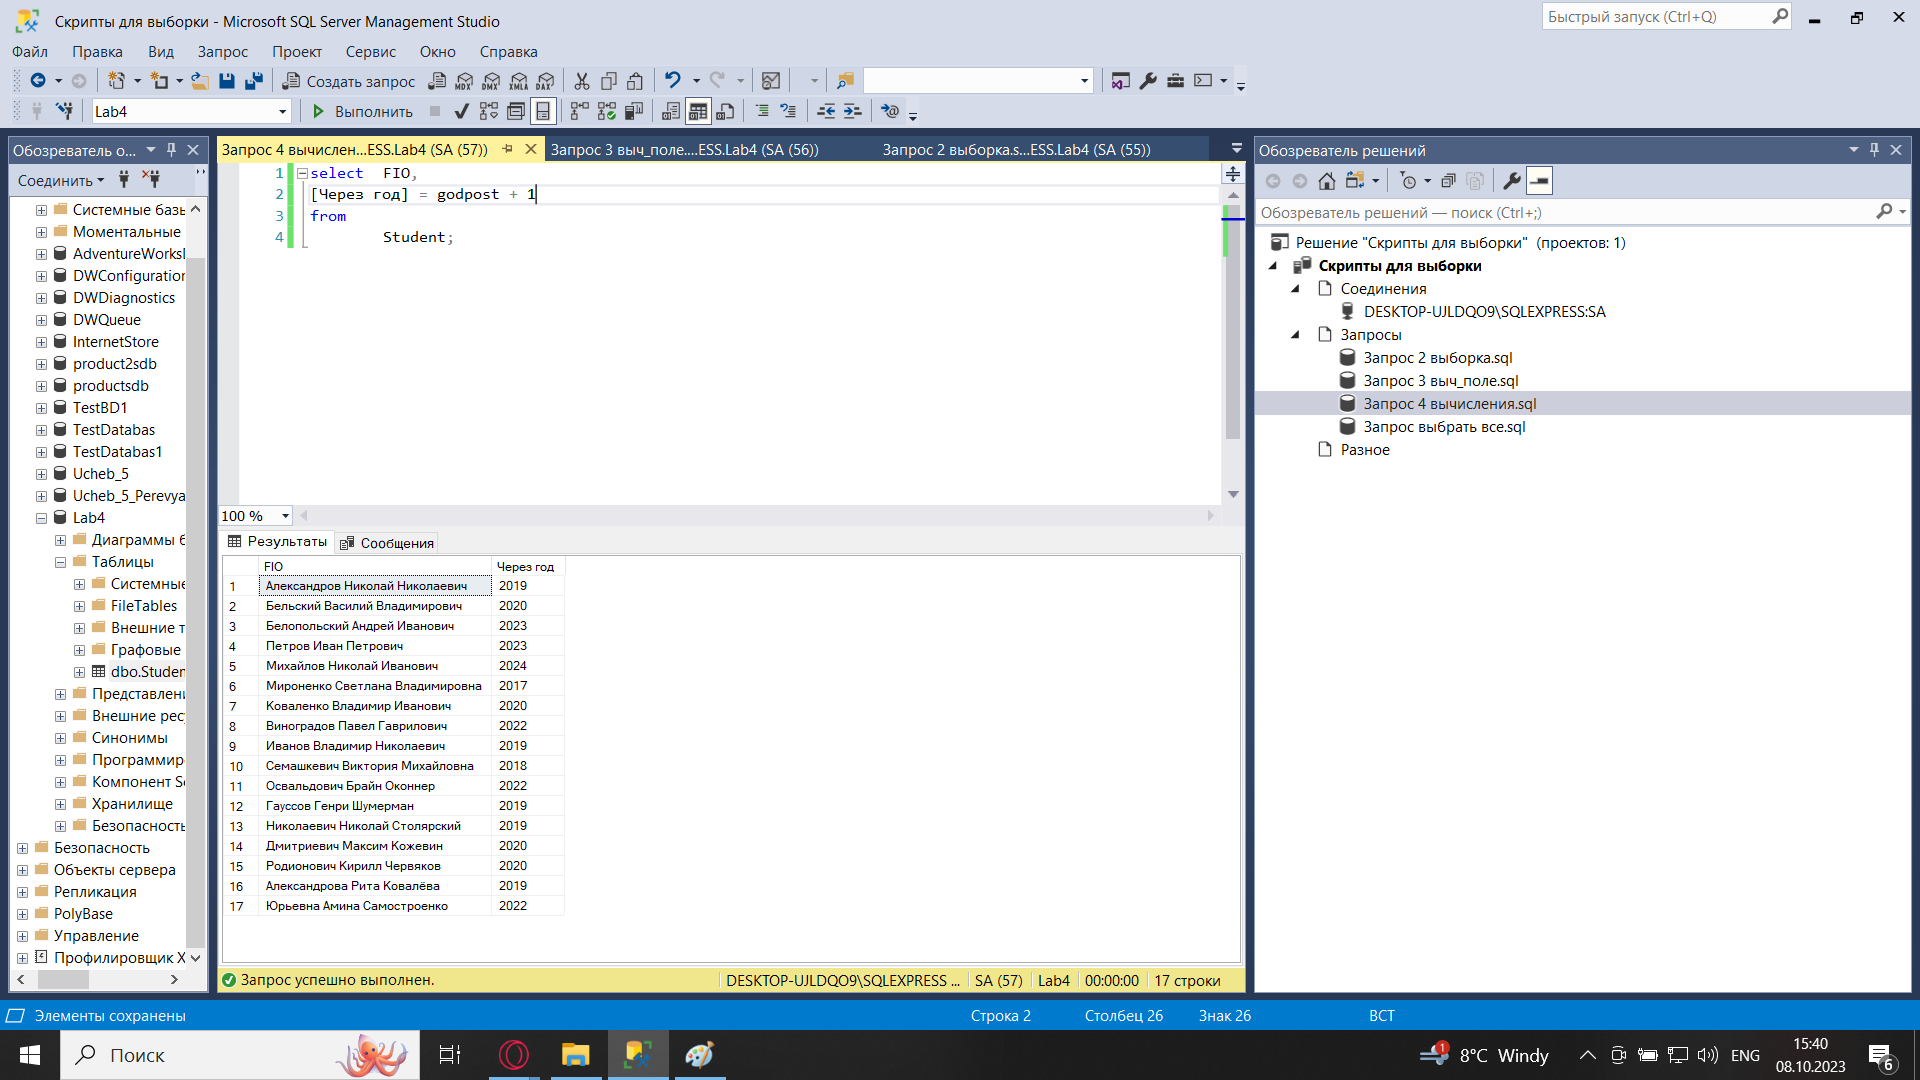 Скрипты для выборки - Microsoft SQL Server Management Studio
Быстрый запуск (Ctrl+Q)
Файл Правка Вид Запрос Проект Сервис Окно Справка
Создать запрос MDX DMX XMLA DAX
Lab4 Выполнить
Обозреватель о...
Соединить
Системные базы
Моментальные
AdventureWorks
DWConfiguration
DWDiagnostics
DWQueue
InternetStore
product2sdb
productsdb
TestBD1
TestDatabas
TestDatabas1
Ucheb_5
Ucheb_5_Perevya
Lab4
Диаграммы б
Таблицы
Системные
FileTables
Внешние т
Графовые
dbo.Studen
Представлени
Внешние рес
Синонимы
Программир
Компонент Se
Хранилище
Безопасность
Безопасность
Объекты сервера
Репликация
PolyBase
Управление
Профилировщик X
Запрос 4 вычислен...ESS.Lab4 (SA (57)) Запрос 3 выч_поле....ESS.Lab4 (SA (56)) Запрос 2 выборка.s...ESS.Lab4 (SA (55))
1 select FIO,
2 [Через год] = godpost + 1
3 from
4 Student;
100 %
Результаты Сообщения
FIO Через год
1 Александров Николай Николаевич 2019
2 Бельский Василий Владимирович 2020
3 Белопольский Андрей Иванович 2023
4 Петров Иван Петрович 2023
5 Михайлов Николай Иванович 2024
6 Мироненко Светлана Владимировна 2017
7 Коваленко Владимир Иванович 2020
8 Виноградов Павел Гаврилович 2022
9 Иванов Владимир Николаевич 2019
10 Семашкевич Виктория Михайловна 2018
11 Освальдович Брайн Оконнер 2022
12 Гауссов Генри Шумерман 2019
13 Николаевич Николай Столярский 2019
14 Дмитриевич Максим Кожевин 2020
15 Родионович Кирилл Червяков 2020
16 Александрова Рита Ковалёва 2019
17 Юрьевна Амина Самостроенко 2022
Запрос успешно выполнен. DESKTOP-UJLDQO9\SQLEXPRESS ... SA (57) Lab4 00:00:00 17 строки
Обозреватель решений
Обозреватель решений — поиск (Ctrl+;)
Решение "Скрипты для выборки" (проектов: 1)
Скрипты для выборки
Соединения
DESKTOP-UJLDQO9\SQLEXPRESS:SA
Запросы
Запрос 2 выборка.sql
Запрос 3 выч_поле.sql
Запрос 4 вычисления.sql
Запрос выбрать все.sql
Разное
Элементы сохранены Строка 2 Столбец 26 Знак 26 ВСТ
Поиск
1 8°C Windy ENG 15:40
08.10.2023
6